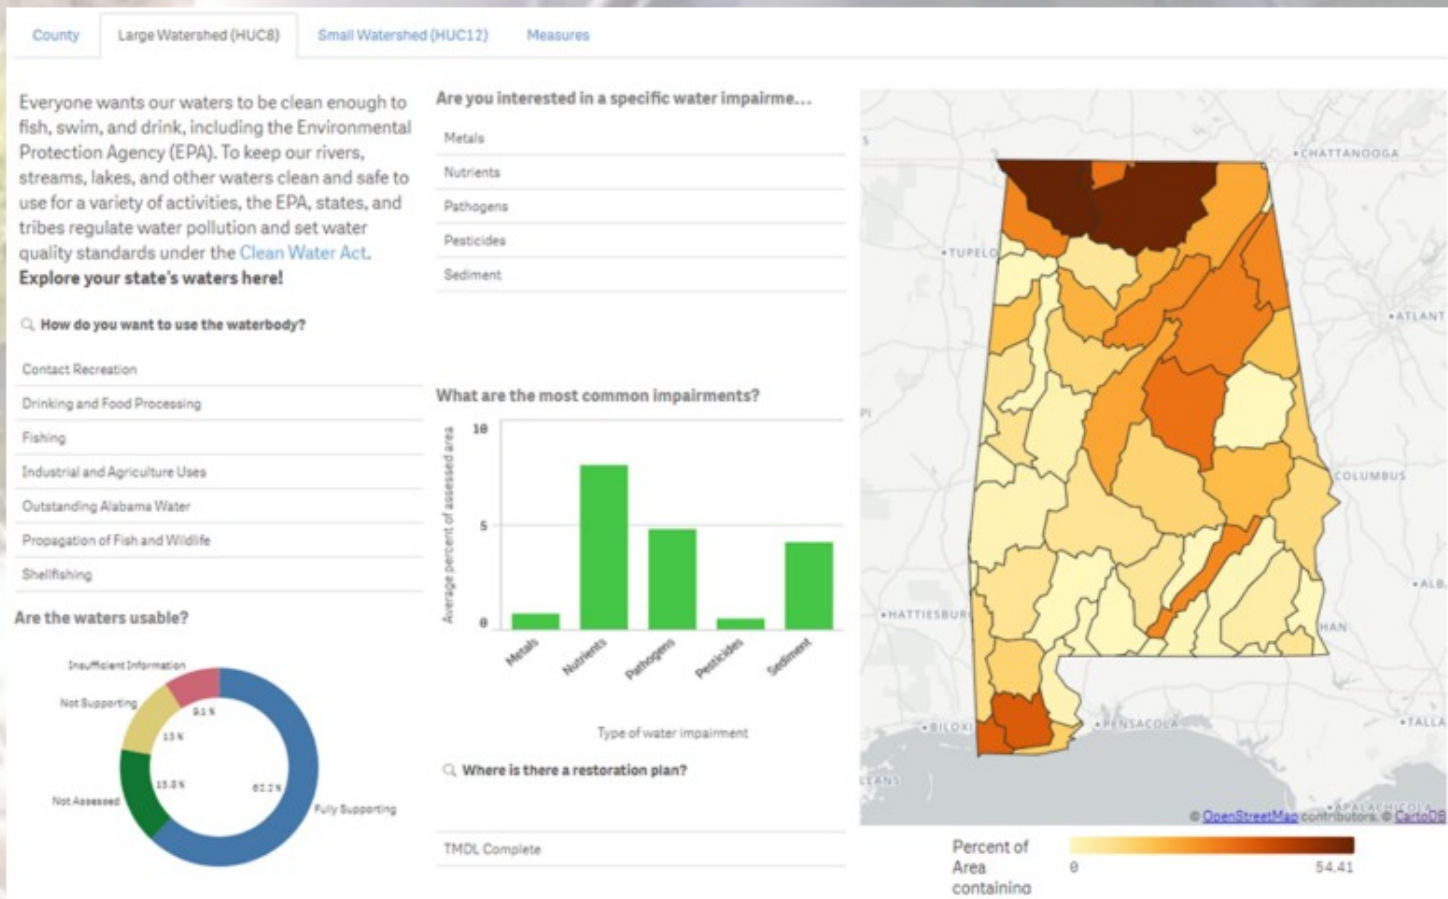 County
Large Watershed (HUC8)
Small Watershed (HUC12)
Measures
Everyone wants our waters to be clean enough to
fish, swim, and drink, including the Environmental
Protection Agency (EPA). To keep our rivers,
streams, lakes, and other waters clean and safe to
use for a variety of activities, the EPA, states, and
tribes regulate water pollution and set water
quality standards under the Clean Water Act.
Explore your state's waters here!
How do you want to use the waterbody?
Contact Recreation
Drinking and Food Processing
Fishing
Industrial and Agriculture Uses
Outstanding Alabama Water
Propagation of Fish and Wildlife
Shellfishing
Are the waters usable?
Insufficient Information
Not Supporting
9.1%
13%
Not Assessed
Fully Supporting
Are you interested in a specific water impairme...
Metals
Nutrients
Pathogens
Pesticides
Sediment
What are the most common impairments?
Average percent of assessed area
10
5
0
Metals
Nutrients
Pathogens
Pesticides
Sediment
Type of water impairment
Where is there a restoration plan?
TMDL Complete
CHATTANOOGA
TUPELO
ATLANT
COLUMBUS
ALB
HATTIESBUR
HAN
BILOXI
PENSACOLA
TALLA
EANS
APALACHICOLA
© OpenStreetMap contributors, © CartoDB
Percent of
Area
containing
0
54.41